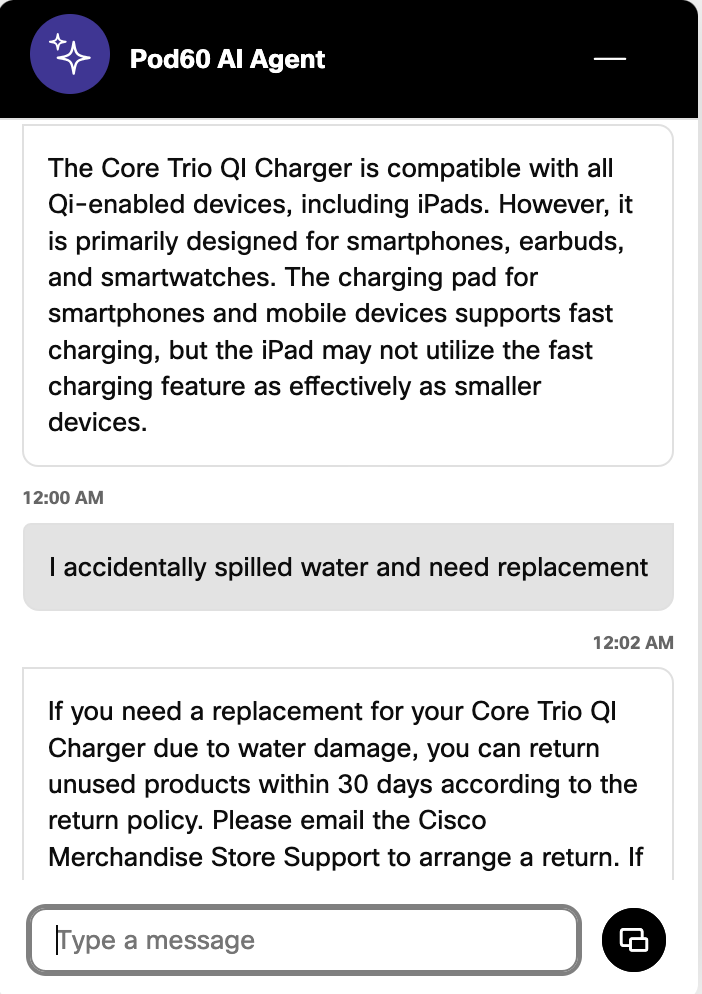 Pod60 AI Agent
The Core Trio QI Charger is compatible with all
Qi-enabled devices, including iPads. However, it
is primarily designed for smartphones, earbuds,
and smartwatches. The charging pad for
smartphones and mobile devices supports fast
charging, but the iPad may not utilize the fast
charging feature as effectively as smaller
devices.
12:00 AM
I accidentally spilled water and need replacement
12:02 AM
If you need a replacement for your Core Trio QI
Charger due to water damage, you can return
unused products within 30 days according to the
return policy. Please email the Cisco
Merchandise Store Support to arrange a return. If
Type a message